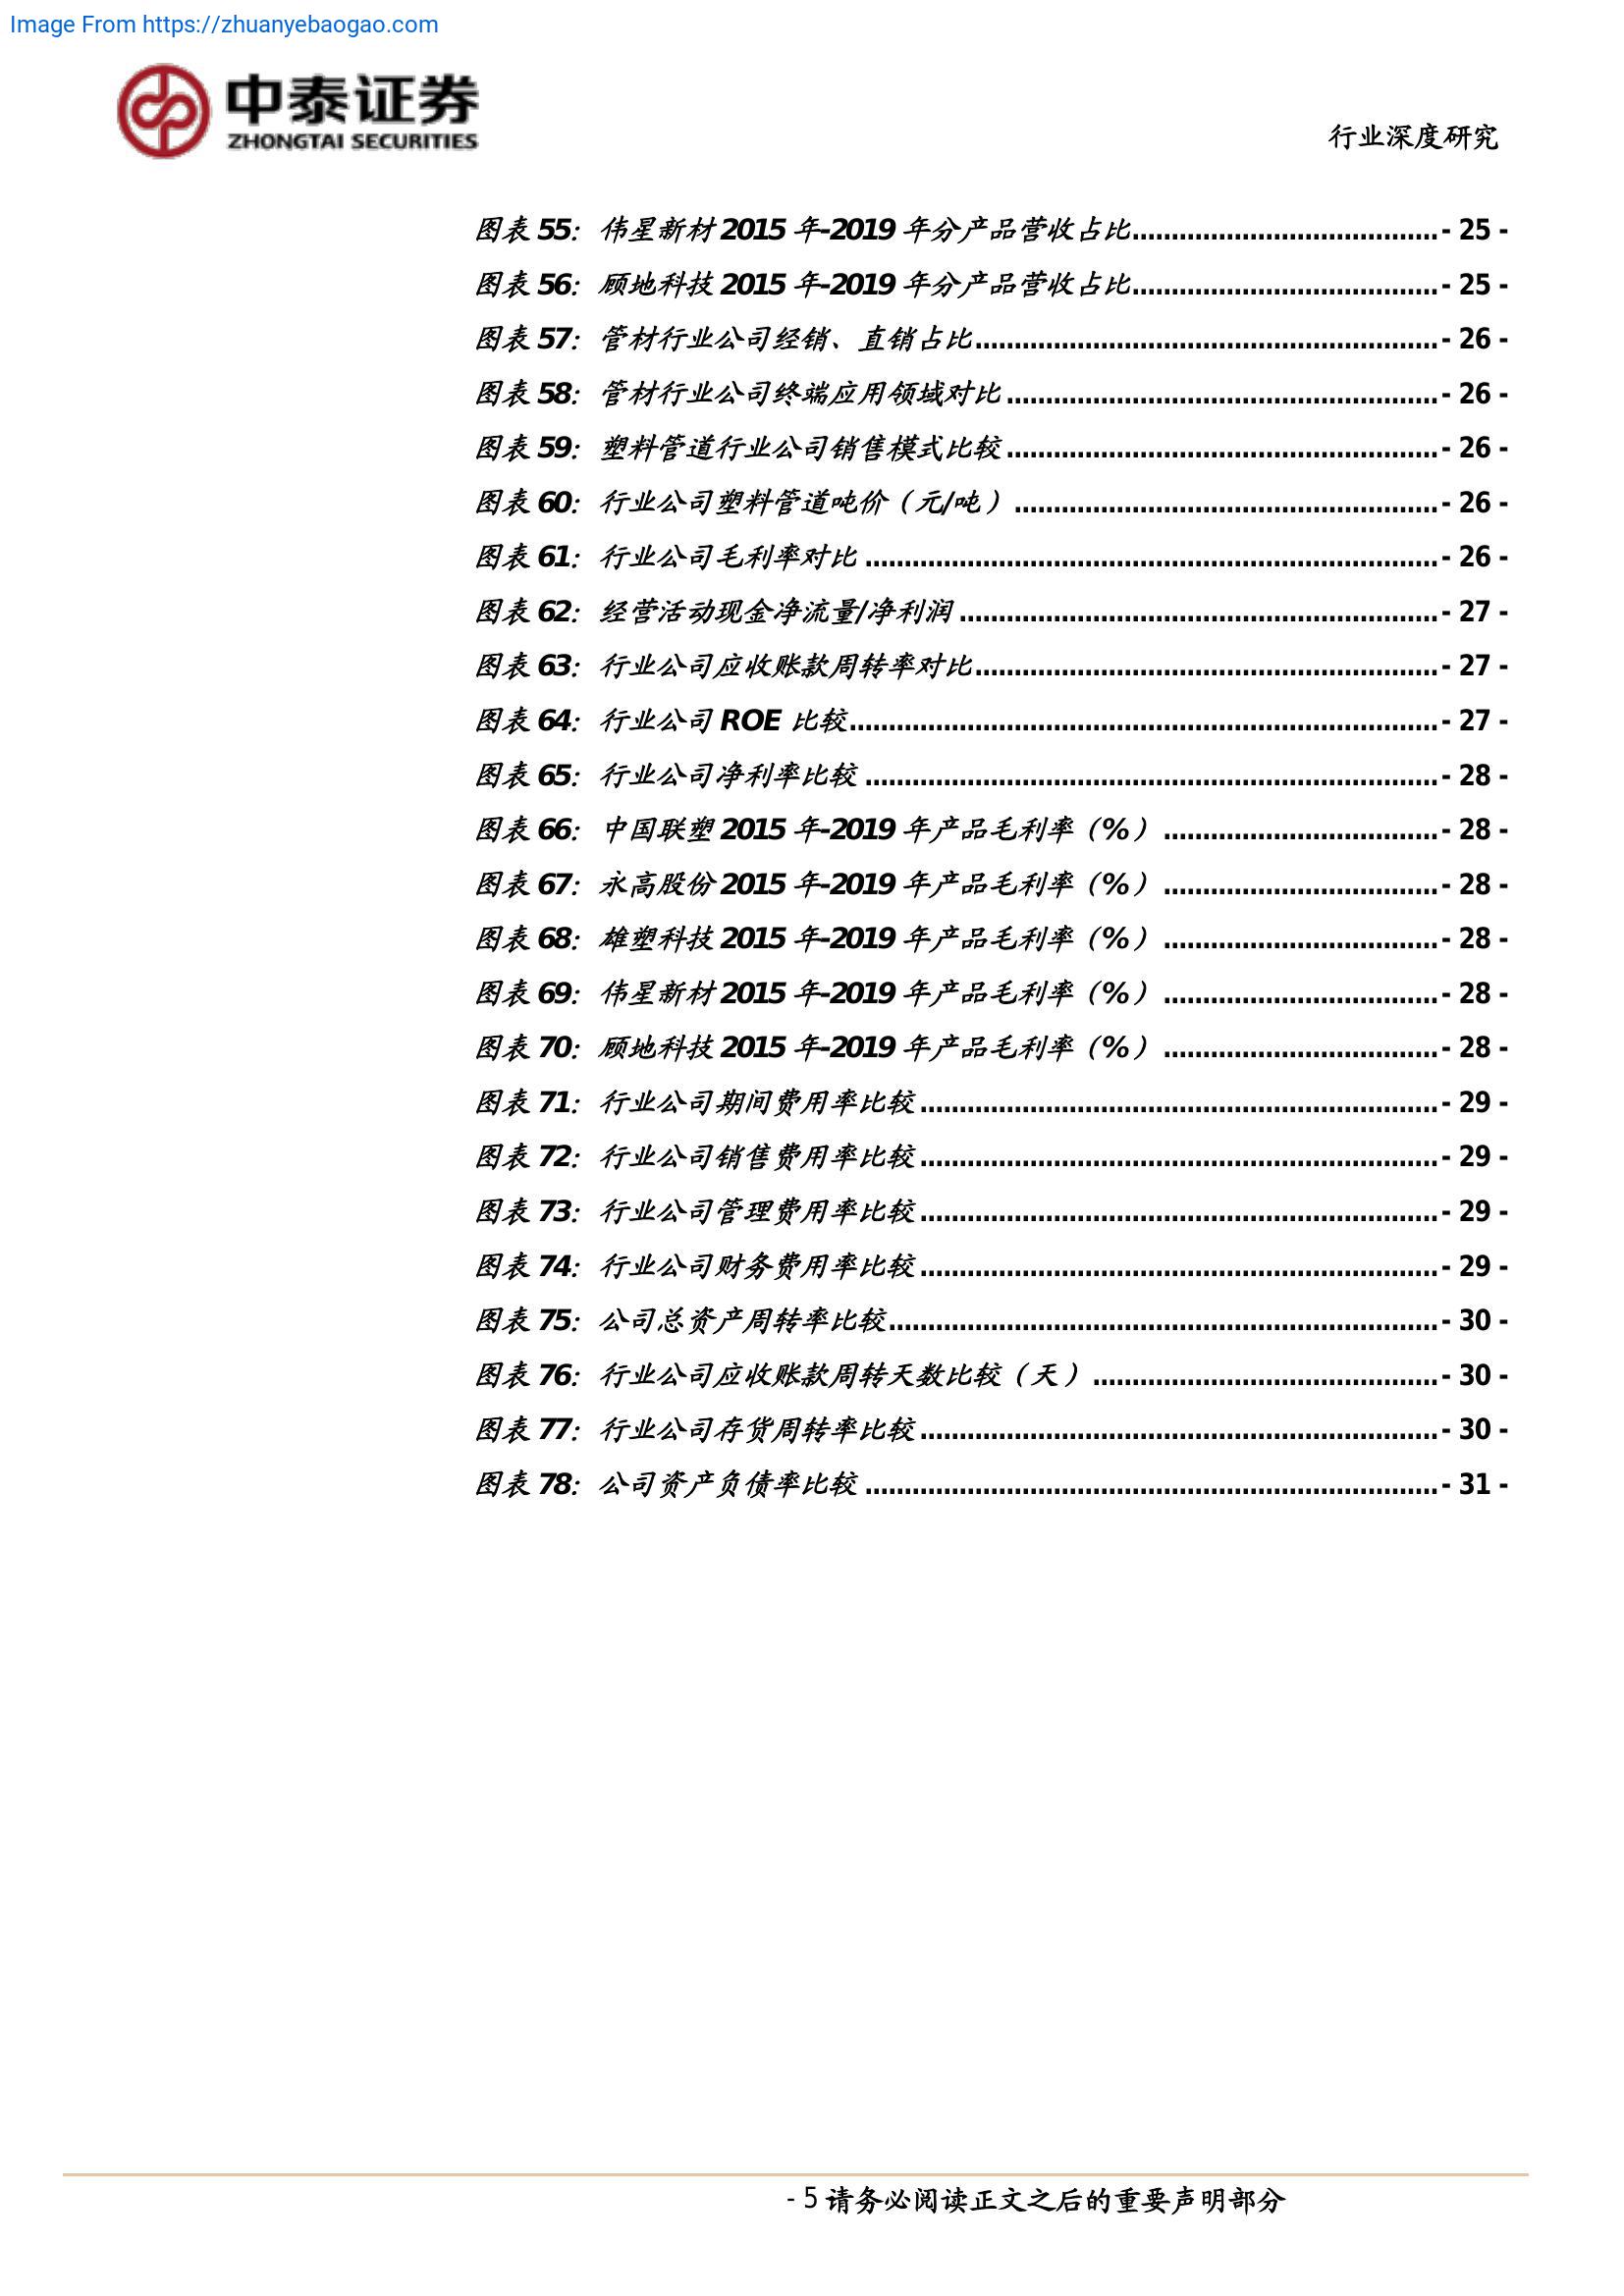 Image From https://zhuanyebaogao.com
中泰证券
ZHONGTAI SECURITIES
行业深度研究
图表 55：伟星新材 2015 年-2019 年分产品营收占比.......................................- 25 -
图表 56：顾地科技 2015 年-2019 年分产品营收占比.......................................- 25 -
图表 57：管材行业公司经销、直销占比...........................................................- 26 -
图表 58：管材行业公司终端应用领域对比.......................................................- 26 -
图表 59：塑料管道行业公司销售模式比较.......................................................- 26 -
图表 60：行业公司塑料管道吨价（元/吨）......................................................- 26 -
图表 61：行业公司毛利率对比.........................................................................- 26 -
图表 62：经营活动现金净流量/净利润.............................................................- 27 -
图表 63：行业公司应收账款周转率对比...........................................................- 27 -
图表 64：行业公司 ROE 比较...........................................................................- 27 -
图表 65：行业公司净利率比较.........................................................................- 28 -
图表 66：中国联塑 2015 年-2019 年产品毛利率（%）...................................- 28 -
图表 67：永高股份 2015 年-2019 年产品毛利率（%）...................................- 28 -
图表 68：雄塑科技 2015 年-2019 年产品毛利率（%）...................................- 28 -
图表 69：伟星新材 2015 年-2019 年产品毛利率（%）...................................- 28 -
图表 70：顾地科技 2015 年-2019 年产品毛利率（%）...................................- 28 -
图表 71：行业公司期间费用率比较..................................................................- 29 -
图表 72：行业公司销售费用率比较..................................................................- 29 -
图表 73：行业公司管理费用率比较..................................................................- 29 -
图表 74：行业公司财务费用率比较..................................................................- 29 -
图表 75：公司总资产周转率比较......................................................................- 30 -
图表 76：行业公司应收账款周转天数比较（天）............................................- 30 -
图表 77：行业公司存货周转率比较..................................................................- 30 -
图表 78：公司资产负债率比较.........................................................................- 31 -
- 5 请务必阅读正文之后的重要声明部分